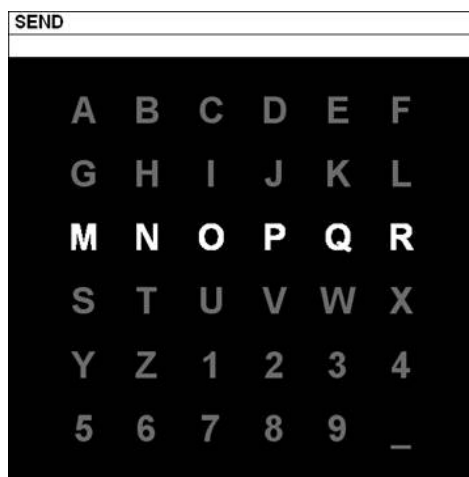 SEND
A B C D E F
G H I J K L
M N O P Q R
S T U V W X
Y Z 1 2 3 4
5 6 7 8 9 _